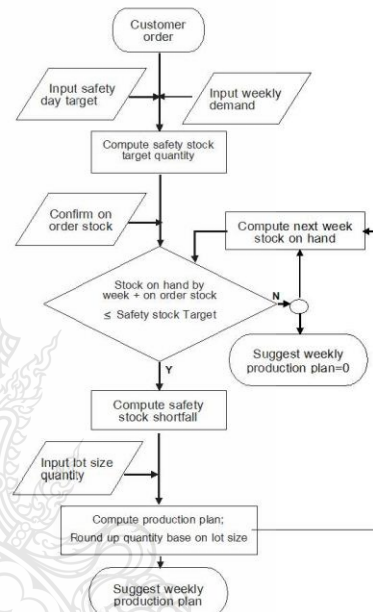 Customer
order
Input safety
day target
Input weekly
demand
Compute safety stock
target quantity
Confirm on
order stock
Compute next week
stock on hand
Stock on hand by
week + on order stock
≤ Safety stock Target
N
Suggest weekly
production plan=0
Y
Compute safety
stock shortfall
Input lot size
quantity
Compute production plan;
Round up quantity base on lot size
Suggest weekly
production plan